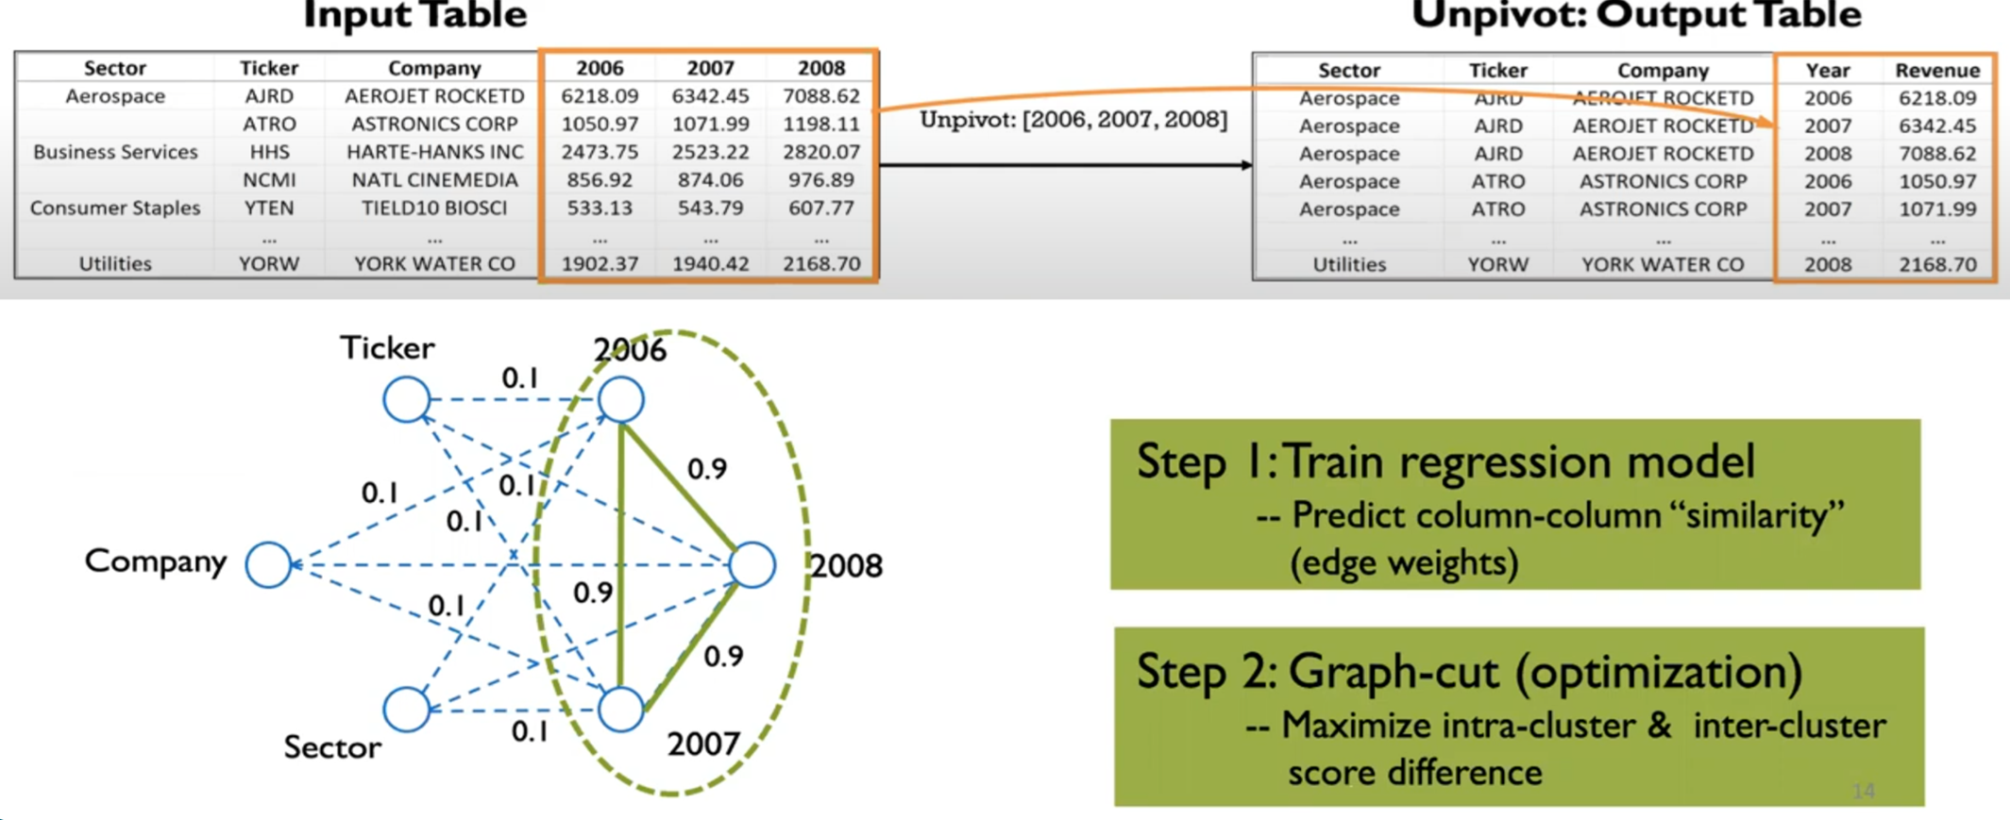 Input Table
Unpivot: Output Table
Sector Ticker Company 2006 2007 2008
Aerospace AJRD AEROJET ROCKETD 6218.09 6342.45 7088.62
ATRO ASTRONICS CORP 1050.97 1071.99 1198.11
Business Services HHS HARTE-HANKS INC 2473.75 2523.22 2820.07
NCMI NATL CINEMEDIA 856.92 874.06 976.89
Consumer Staples YTEN TIELD10 BIOSCI 533.13 543.79 607.77
... ... ... ... ...
Utilities YORW YORK WATER CO 1902.37 1940.42 2168.70
Unpivot: [2006, 2007, 2008]
Sector Ticker Company Year Revenue
Aerospace AJRD AEROJET ROCKETD 2006 6218.09
Aerospace AJRD AEROJET ROCKETD 2007 6342.45
Aerospace AJRD AEROJET ROCKETD 2008 7088.62
Aerospace ATRO ASTRONICS CORP 2006 1050.97
Aerospace ATRO ASTRONICS CORP 2007 1071.99
... ... ... ... ...
Utilities YORW YORK WATER CO 2008 2168.70
Ticker
2006
0.1
0.9
0.1
0.1
0.1
Company
2008
0.9
0.1
0.9
0.1
Sector
2007
Step 1: Train regression model
-- Predict column-column “similarity”
(edge weights)
Step 2: Graph-cut (optimization)
-- Maximize intra-cluster & inter-cluster
score difference
14